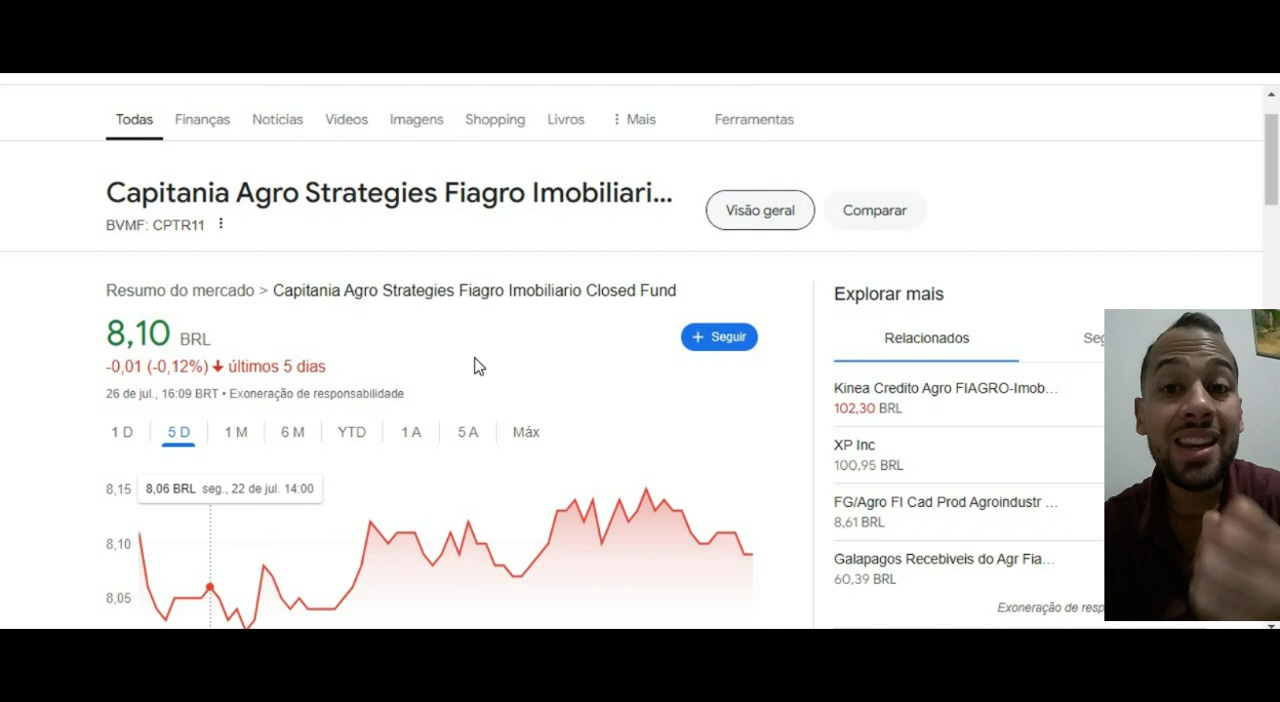 Todas Finanças Notícias Vídeos Imagens Shopping Livros Mais Ferramentas
Capitania Agro Strategies Fiagro Imobiliari...
BVMF: CPTR11
Visão geral Comparar
Resumo do mercado > Capitania Agro Strategies Fiagro Imobiliario Closed Fund
8,10 BRL
+ Seguir
-0,01 (-0,12%) últimos 5 dias
26 de jul., 16:09 BRT • Exoneração de responsabilidade
1 D 5 D 1 M 6 M YTD 1 A 5 A Máx
8,15
8,06 BRL seg., 22 de jul. 14:00
8,10
8,05
Explorar mais
Relacionados Seg
Kinea Credito Agro FIAGRO-Imob...
102,30 BRL
XP Inc
100,95 BRL
FG/Agro FI Cad Prod Agroindustr ...
8,61 BRL
Galapagos Recebiveis do Agr Fia...
60,39 BRL
Exoneração de resp